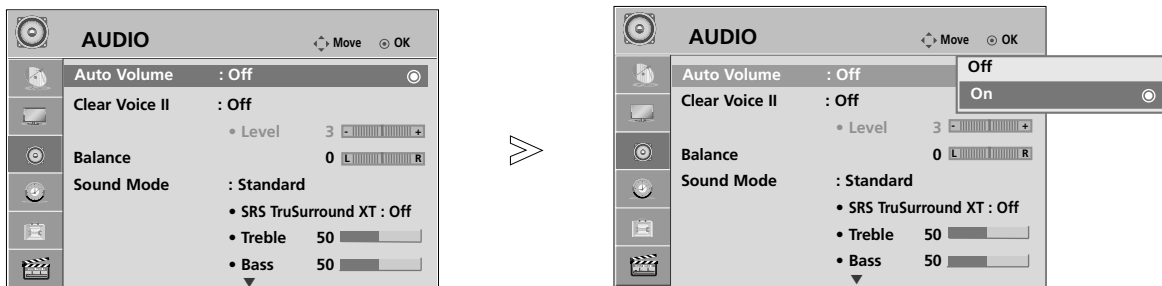 AUDIO Move OK
Auto Volume : Off
Clear Voice II : Off
• Level 3 - +
Balance 0 L R
Sound Mode : Standard
• SRS TruSurround XT : Off
• Treble 50
• Bass 50
AUDIO Move OK
Auto Volume : Off
Off
On
Clear Voice II : Off
• Level 3 - +
Balance 0 L R
Sound Mode : Standard
• SRS TruSurround XT : Off
• Treble 50
• Bass 50